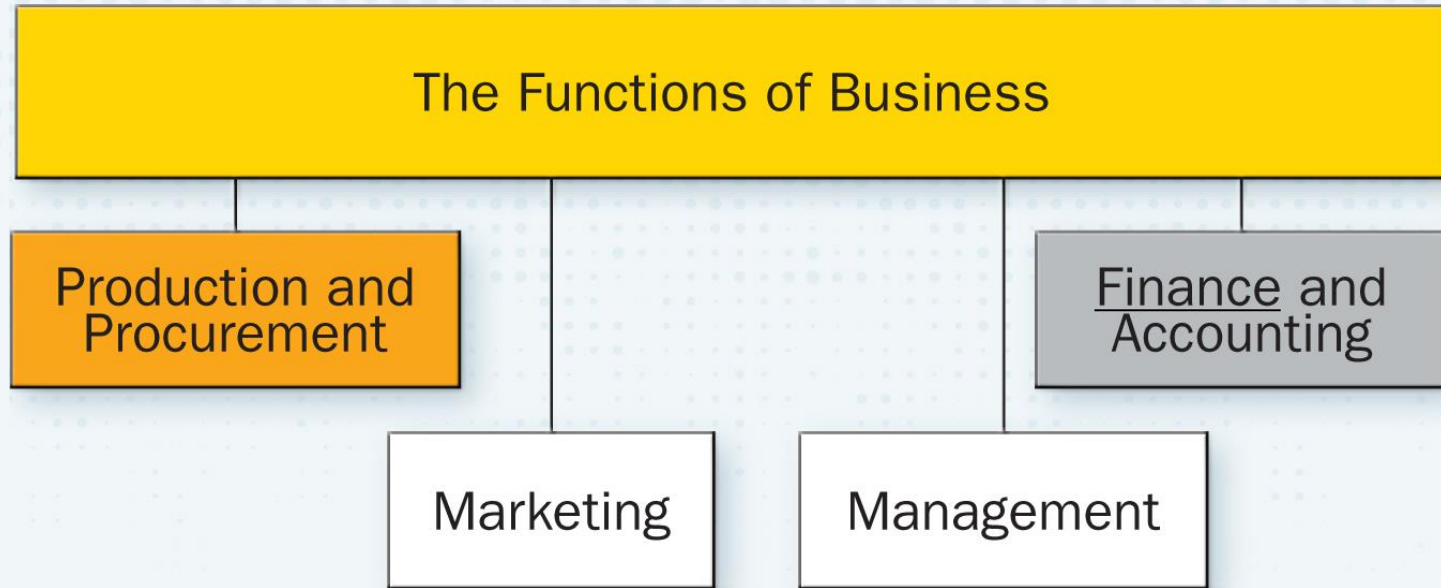 The Functions of Business
Production and
Procurement
Finance and
Accounting
Marketing
Management